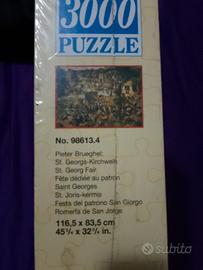 3000
PUZZLE
No. 98613.4
Pieter Brueghel:
St. Georgs-Kirchweih
St. Georg Fair
Fête dédiée au patron
Saint Georges
St. Joris-kermis
Festa del patrono San Giorgo
Romería de San Jorge
116,5 x 83,5 cm
45³/₄ x 32³/₄ in.
subito